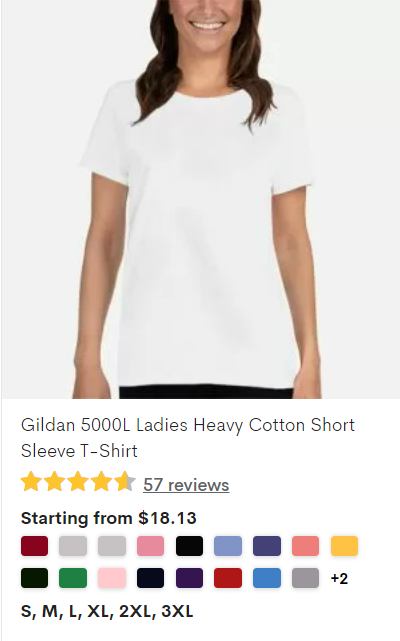 Gildan 5000L Ladies Heavy Cotton Short
Sleeve T-Shirt
57 reviews
Starting from $18.13
+2
S, M, L, XL, 2XL, 3XL